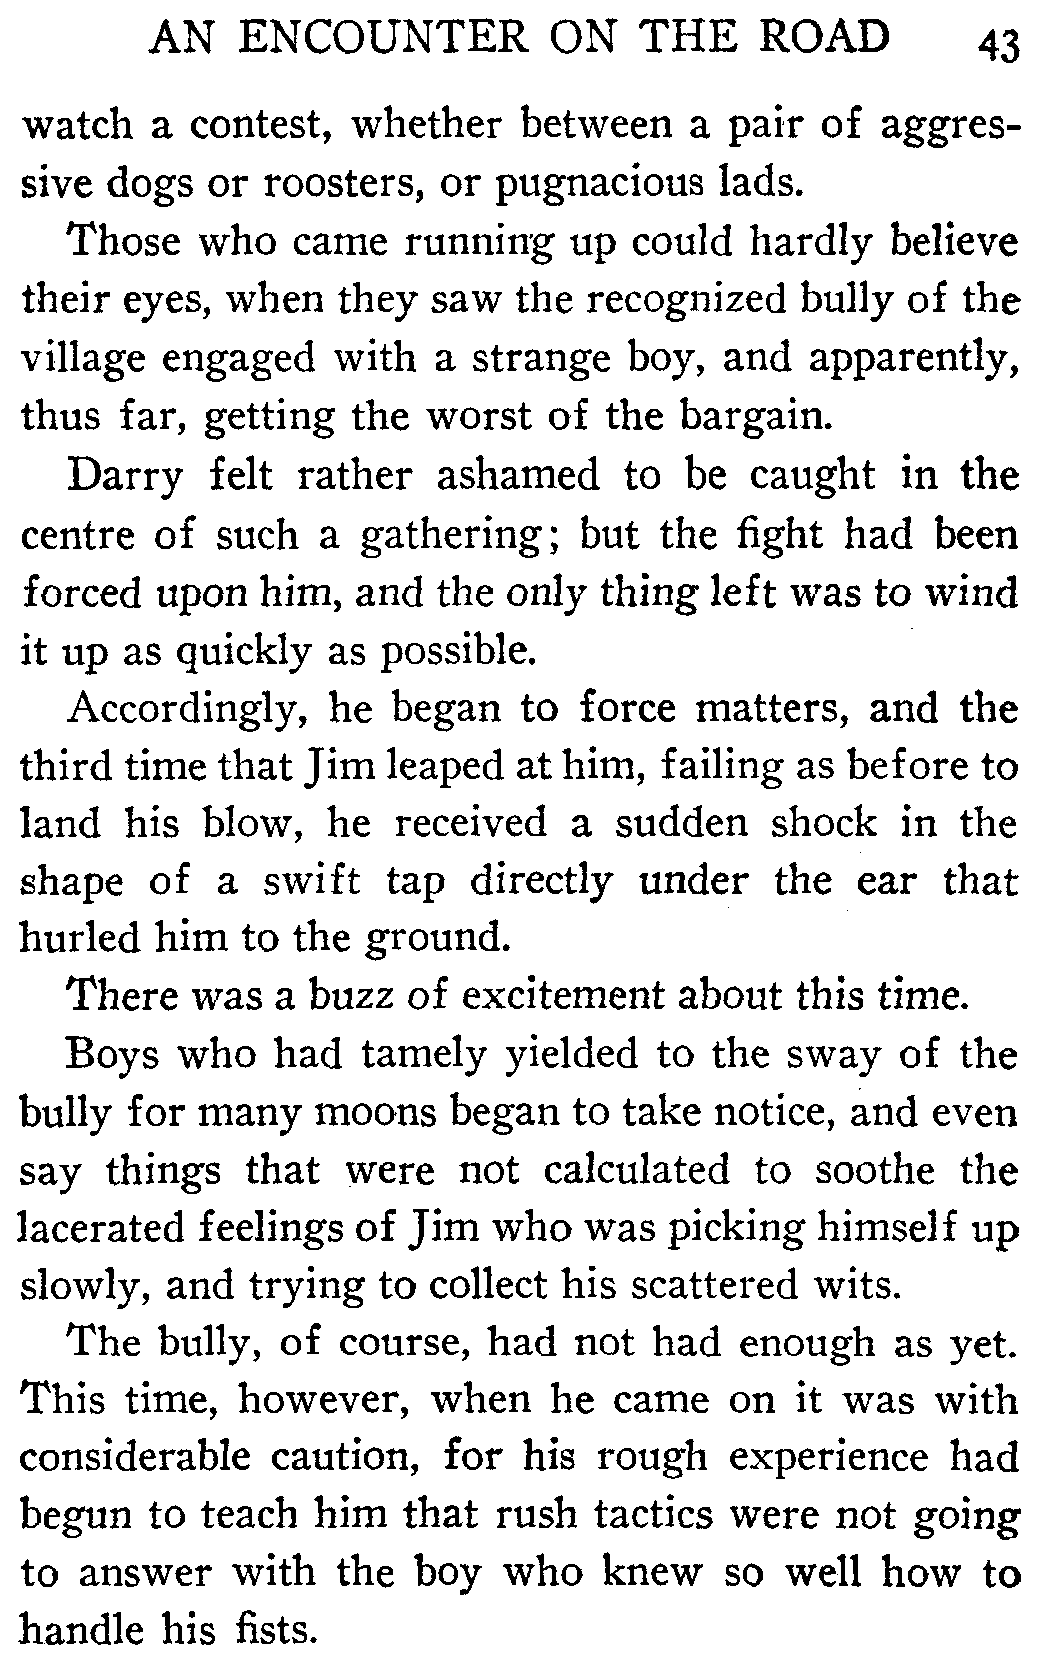 AN ENCOUNTER ON THE ROAD 43
watch a contest, whether between a pair of aggres-
sive dogs or roosters, or pugnacious lads.
Those who came running up could hardly believe
their eyes, when they saw the recognized bully of the
village engaged with a strange boy, and apparently,
thus far, getting the worst of the bargain.
Darry felt rather ashamed to be caught in the
centre of such a gathering; but the fight had been
forced upon him, and the only thing left was to wind
it up as quickly as possible.
Accordingly, he began to force matters, and the
third time that Jim leaped at him, failing as before to
land his blow, he received a sudden shock in the
shape of a swift tap directly under the ear that
hurled him to the ground.
There was a buzz of excitement about this time.
Boys who had tamely yielded to the sway of the
bully for many moons began to take notice, and even
say things that were not calculated to soothe the
lacerated feelings of Jim who was picking himself up
slowly, and trying to collect his scattered wits.
The bully, of course, had not had enough as yet.
This time, however, when he came on it was with
considerable caution, for his rough experience had
begun to teach him that rush tactics were not going
to answer with the boy who knew so well how to
handle his fists.